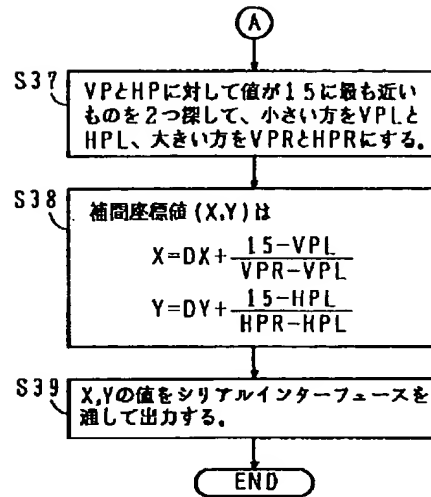 A
S37
VPとHPに対して値が15に最も近い
ものを2つ探して、小さい方をVPLと
HPL、大きい方をVPRとHPRにする。
S38
補間座標値(X,Y)は
X=DX+ 15-VPL
VPR-VPL
Y=DY+ 15-HPL
HPR-HPL
S39
X,Yの値をシリアルインターフェースを
通して出力する。
END